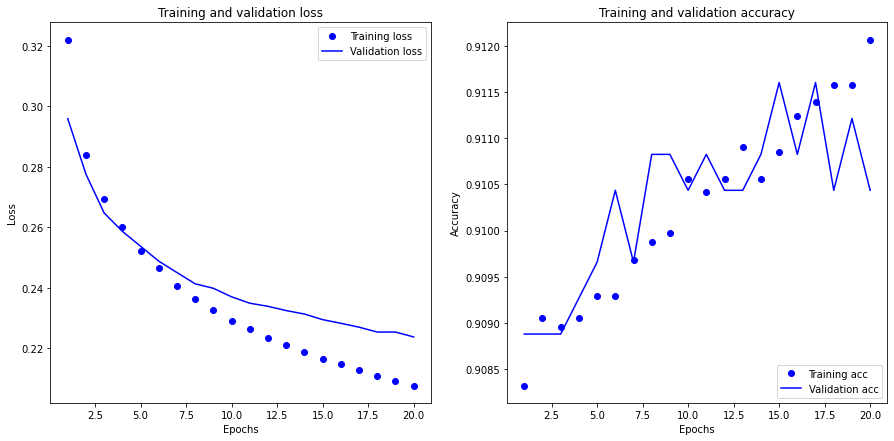 Training and validation loss
Training loss
Validation loss
0.32
0.30
0.28
0.26
0.24
0.22
Loss
2.5 5.0 7.5 10.0 12.5 15.0 17.5 20.0
Epochs
Training and validation accuracy
0.9120
0.9115
0.9110
0.9105
0.9100
0.9095
0.9090
0.9085
Accuracy
Training acc
Validation acc
2.5 5.0 7.5 10.0 12.5 15.0 17.5 20.0
Epochs